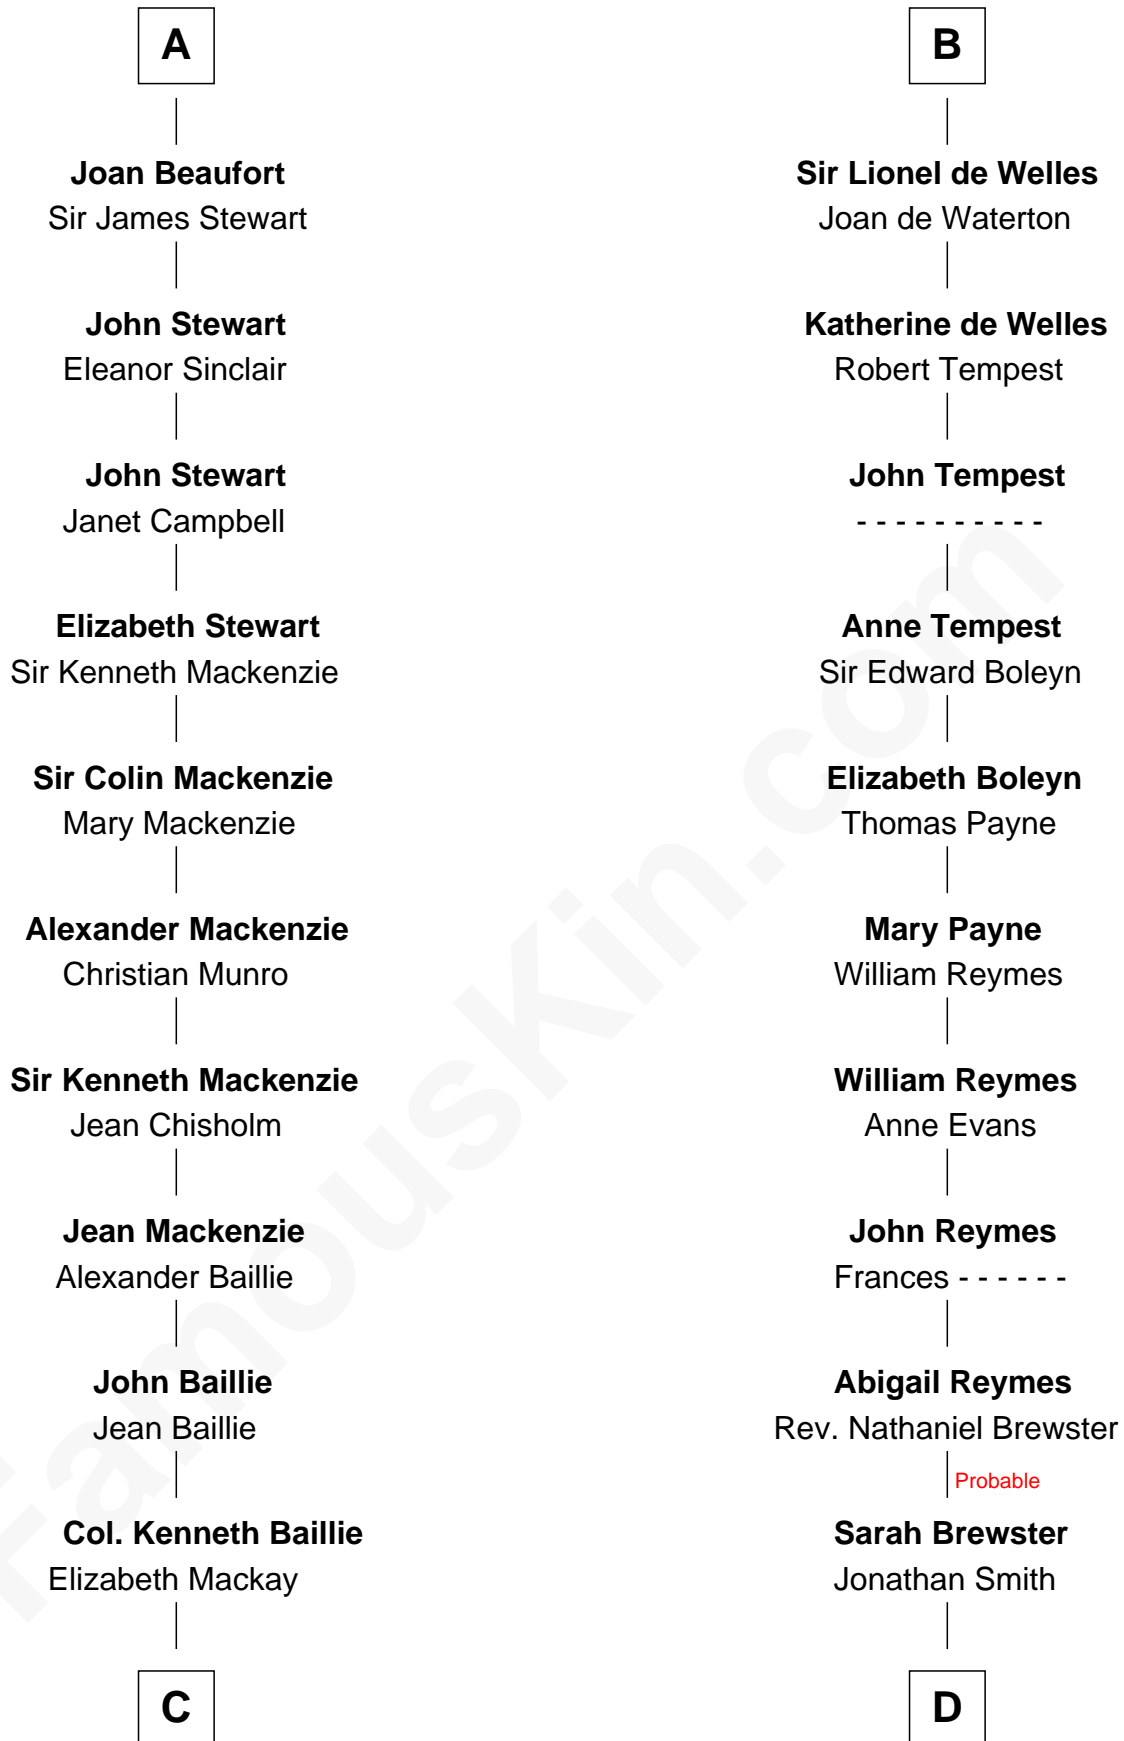 A
Joan Beaufort
Sir James Stewart
John Stewart
Eleanor Sinclair
John Stewart
Janet Campbell
Elizabeth Stewart
Sir Kenneth Mackenzie
Sir Colin Mackenzie
Mary Mackenzie
Alexander Mackenzie
Christian Munro
Sir Kenneth Mackenzie
Jean Chisholm
Jean Mackenzie
Alexander Baillie
John Baillie
Jean Baillie
Col. Kenneth Baillie
Elizabeth Mackay
C
B
Sir Lionel de Welles
Joan de Waterton
Katherine de Welles
Robert Tempest
John Tempest
- - - - - - - - - -
Anne Tempest
Sir Edward Boleyn
Elizabeth Boleyn
Thomas Payne
Mary Payne
William Reymes
William Reymes
Anne Evans
John Reymes
Frances - - - - - -
Abigail Reymes
Rev. Nathaniel Brewster
Probable
Sarah Brewster
Jonathan Smith
D
FamousKin.com